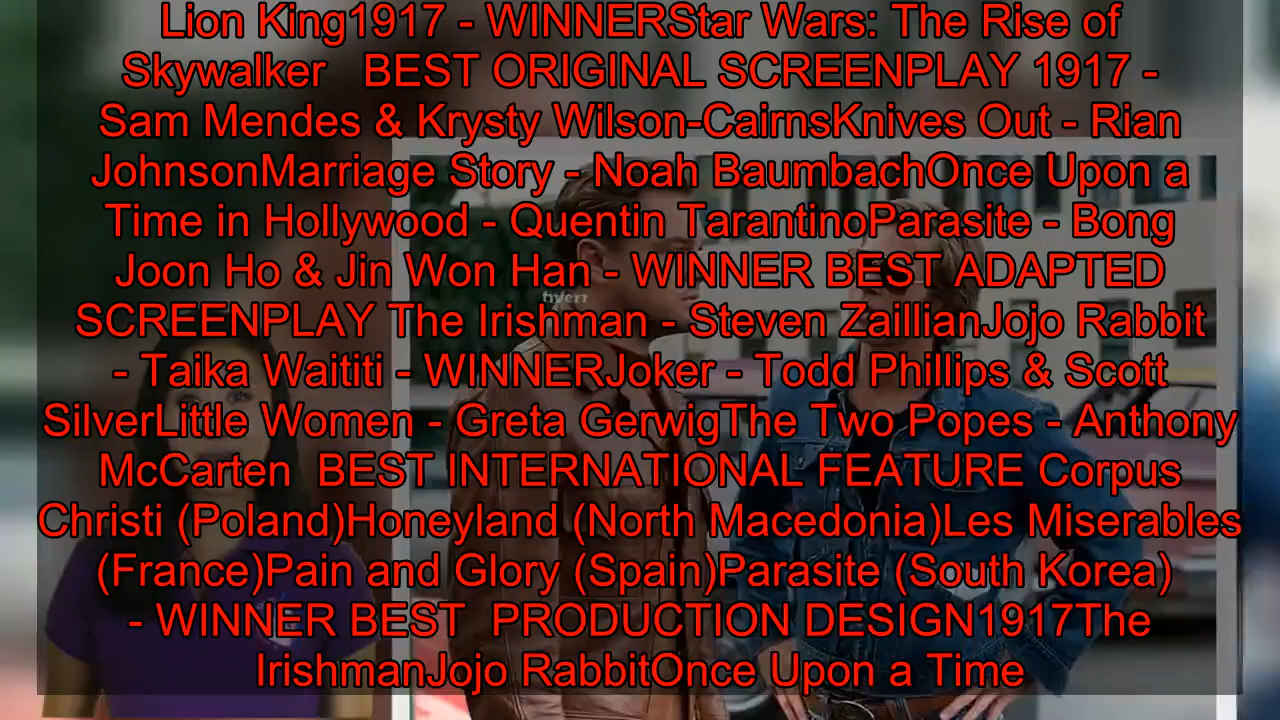 Lion King1917 - WINNERStar Wars: The Rise of
Skywalker   BEST ORIGINAL SCREENPLAY 1917 -
Sam Mendes & Krysty Wilson-CairnsKnives Out - Rian
JohnsonMarriage Story - Noah BaumbachOnce Upon a
Time in Hollywood - Quentin TarantinoParasite - Bong
Joon Ho & Jin Won Han - WINNER BEST ADAPTED
fiverr
SCREENPLAY The Irishman - Steven ZaillianJojo Rabbit
- Taika Waititi - WINNERJoker - Todd Phillips & Scott
SilverLittle Women - Greta GerwigThe Two Popes - Anthony
McCarten  BEST INTERNATIONAL FEATURE Corpus
Christi (Poland)Honeyland (North Macedonia)Les Miserables
(France)Pain and Glory (Spain)Parasite (South Korea)
- WINNER BEST  PRODUCTION DESIGN1917The
IrishmanJojo RabbitOnce Upon a Time